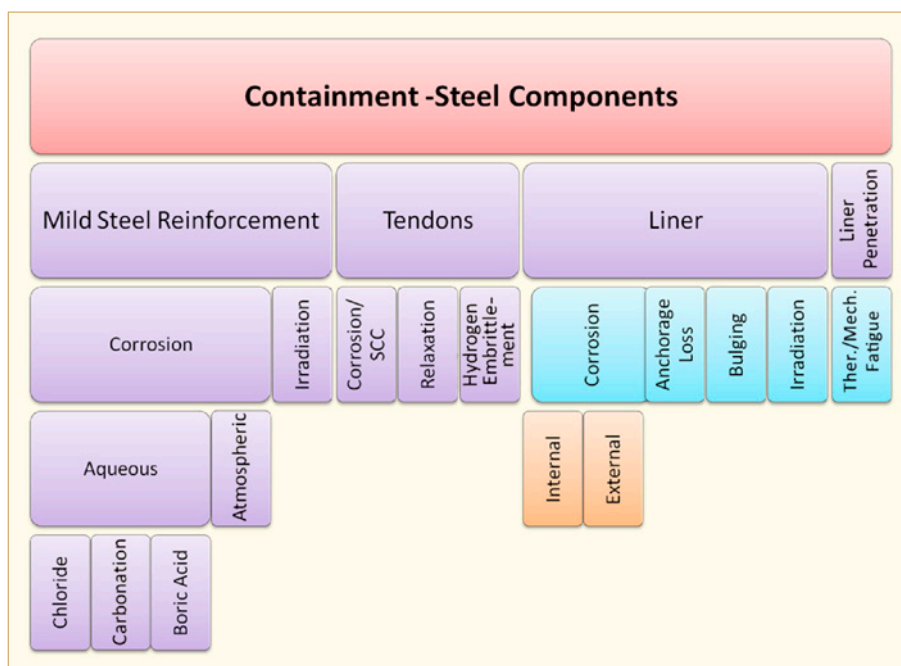 Containment -Steel Components
Mild Steel Reinforcement
Tendons
Liner
Liner
Penetration
Corrosion
Irradiation
Corrosion/
SCC
Relaxation
Hydrogen
Embrittle-
ment
Corrosion
Anchorage
Loss
Bulging
Irradiation
Ther./Mech.
Fatigue
Aqueous
Atmospheric
Internal
External
Chloride
Carbonation
Boric Acid